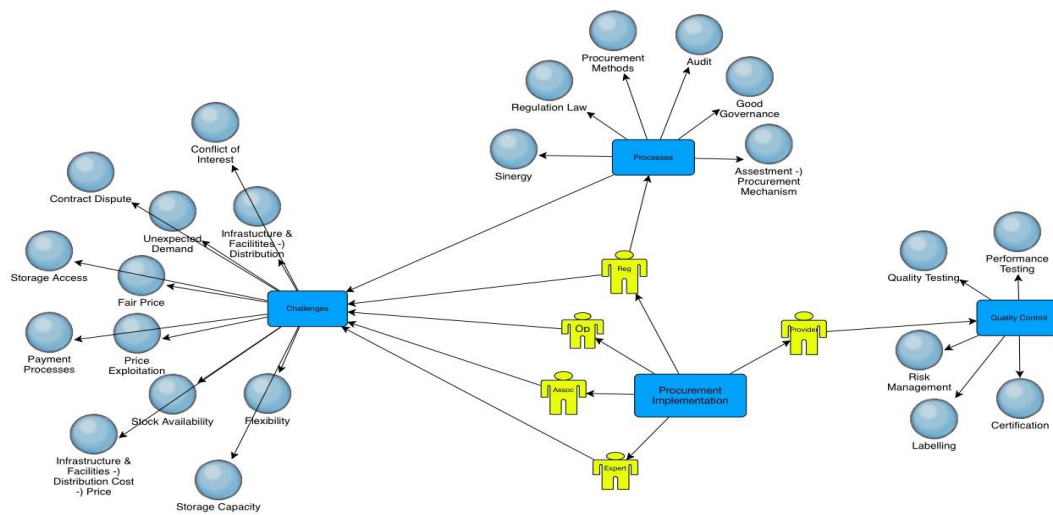 Procurement
Methods
Audit
Regulation Law
Good
Governance
Processes
Sinergy
Assestment -)
Procurement
Mechanism
Conflict of
Interest
Contract Dispute
Unexpected
Demand
Infrastucture &
Facilitites -)
Distribution
Storage Access
Fair Price
Challenges
Payment
Processes
Price
Exploitation
Stock Availability
Flexibility
Infrastructure &
Facilities -)
Distribution Cost
-) Price
Storage Capacity
Reg
Op
Assoc
Expert
Provider
Procurement
Implementation
Quality Testing
Performance
Testing
Quality Control
Risk
Management
Labelling
Certification